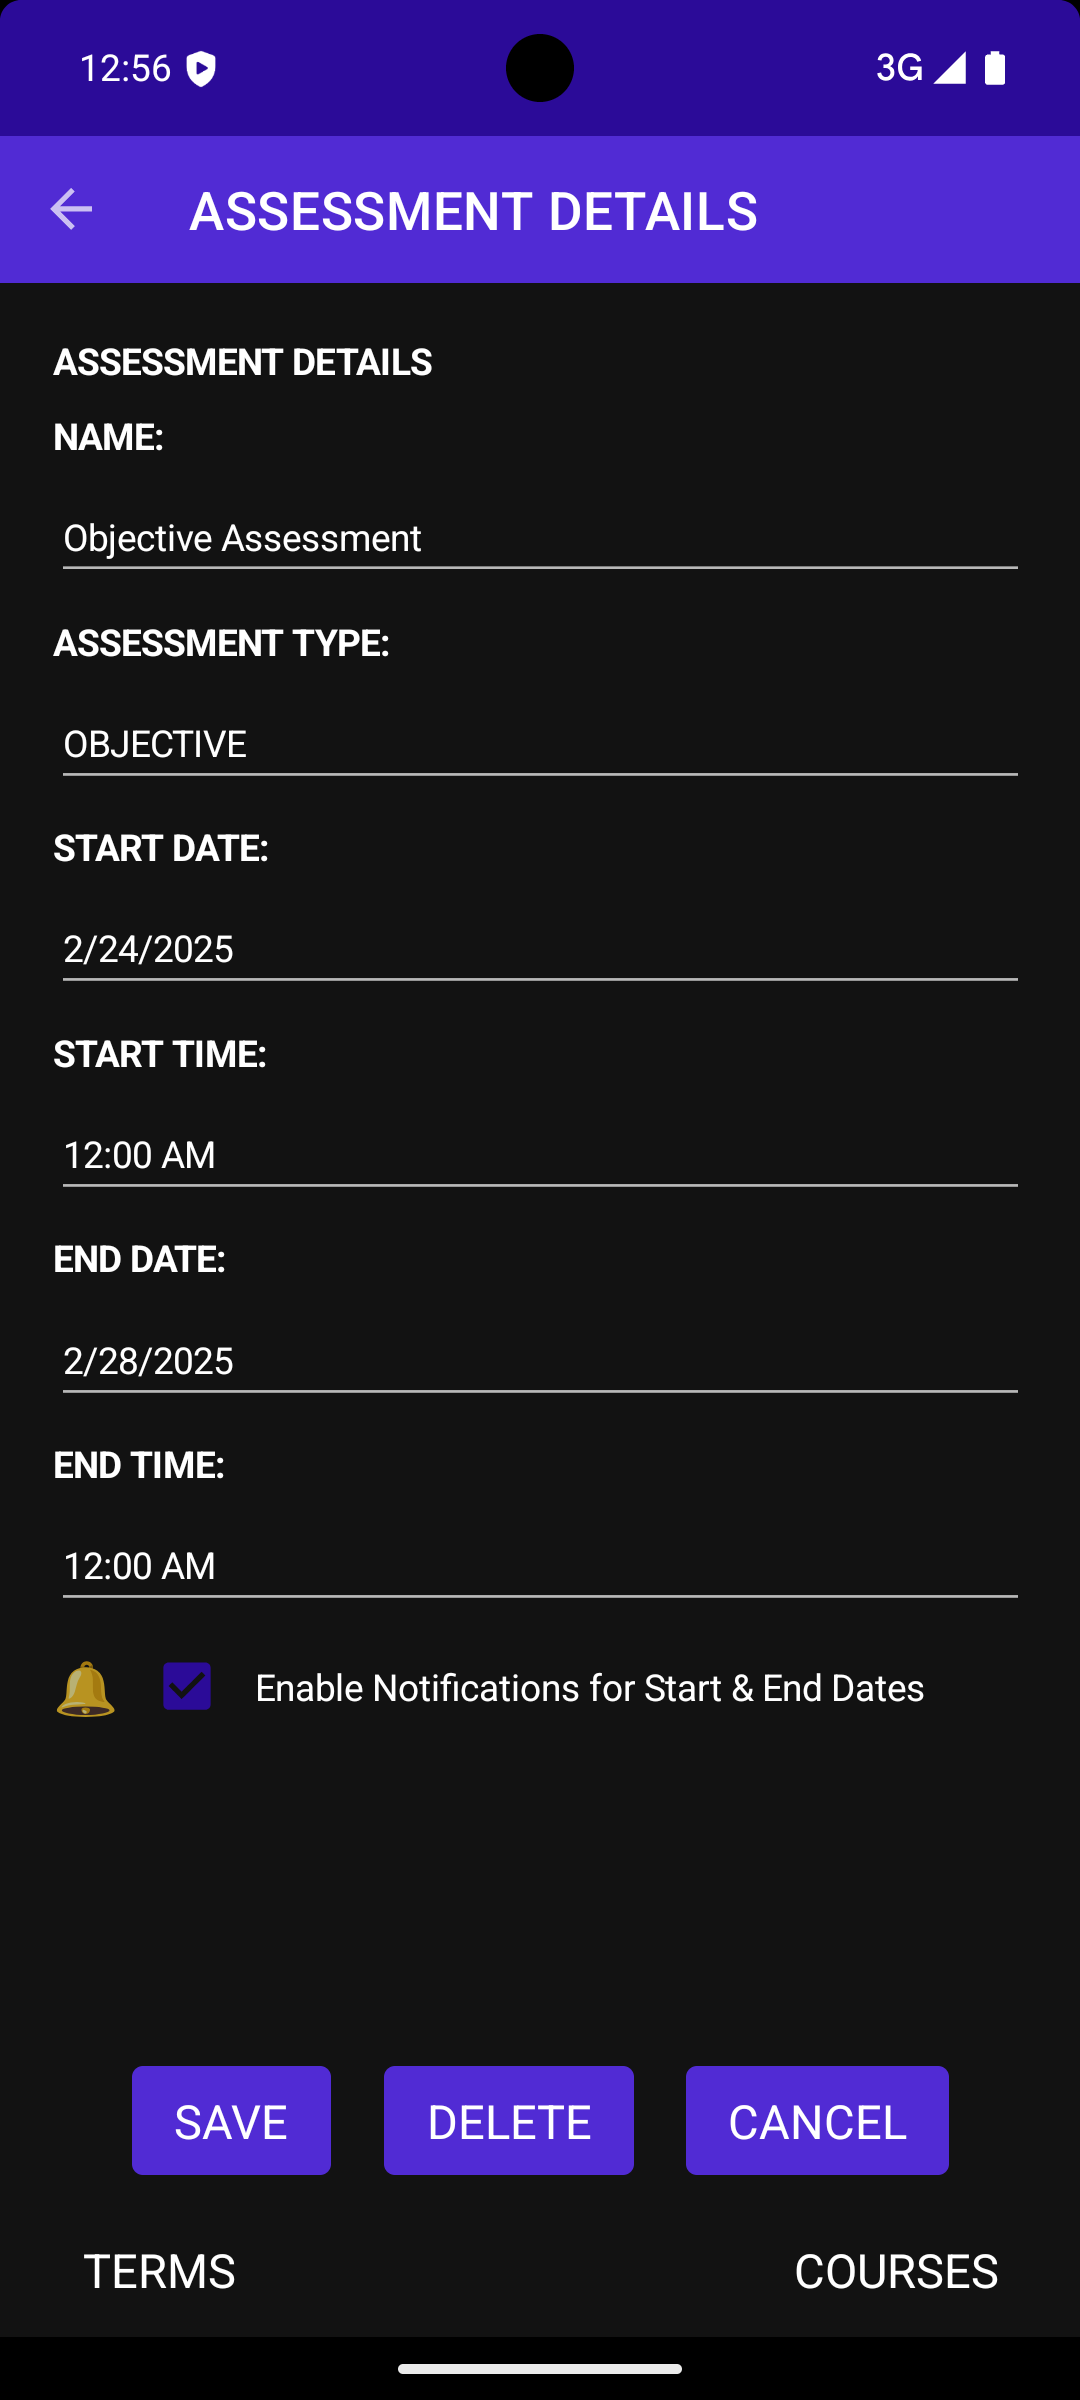 12:56
3G
ASSESSMENT DETAILS
ASSESSMENT DETAILS
NAME:
Objective Assessment
ASSESSMENT TYPE:
OBJECTIVE
START DATE:
2/24/2025
START TIME:
12:00 AM
END DATE:
2/28/2025
END TIME:
12:00 AM
Enable Notifications for Start & End Dates
SAVE DELETE CANCEL
TERMS COURSES